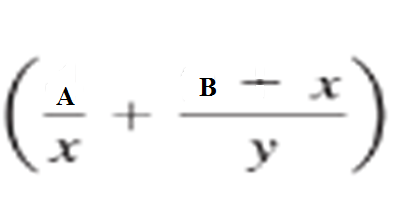 (A/x + B − x/y)